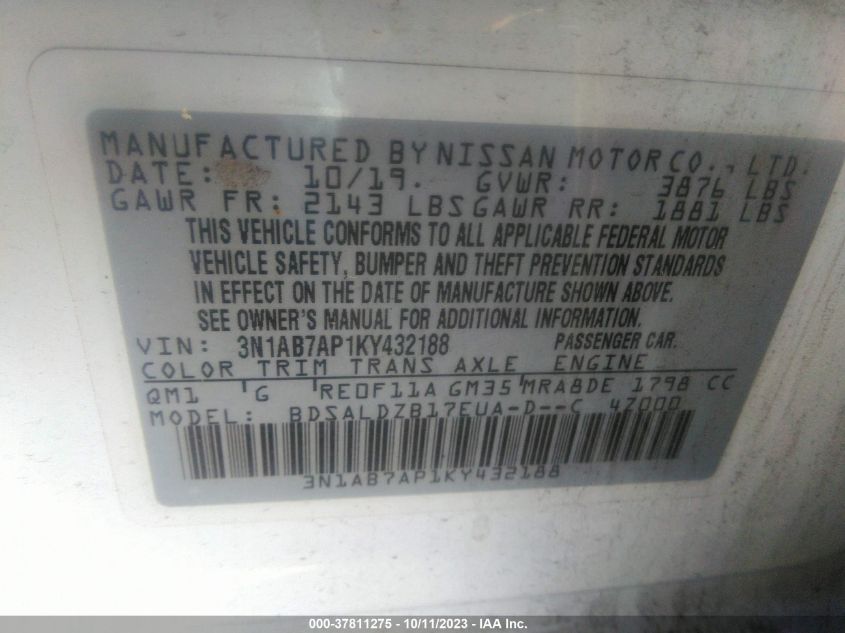 MANUFACTURED BY NISSAN MOTOR CO., LTD.
DATE: 10/19. GVWR: 3876 LBS
GAWR FR: 2143 LBS GAWR RR: 1881 LBS
THIS VEHICLE CONFORMS TO ALL APPLICABLE FEDERAL MOTOR
VEHICLE SAFETY, BUMPER AND THEFT PREVENTION STANDARDS
IN EFFECT ON THE DATE OF MANUFACTURE SHOWN ABOVE.
SEE OWNER'S MANUAL FOR ADDITIONAL INFORMATION.
VIN: 3N1AB7AP1KY432188 PASSENGER CAR.
COLOR TRIM TRANS AXLE ENGINE
QM1 G RE0F11A GM35 MRA8DE 1798 CC
MODEL: BDSALDZB17EUA-D--C 4Z000
3N1AB7AP1KY432188
000-37811275 - 10/11/2023 - IAA Inc.